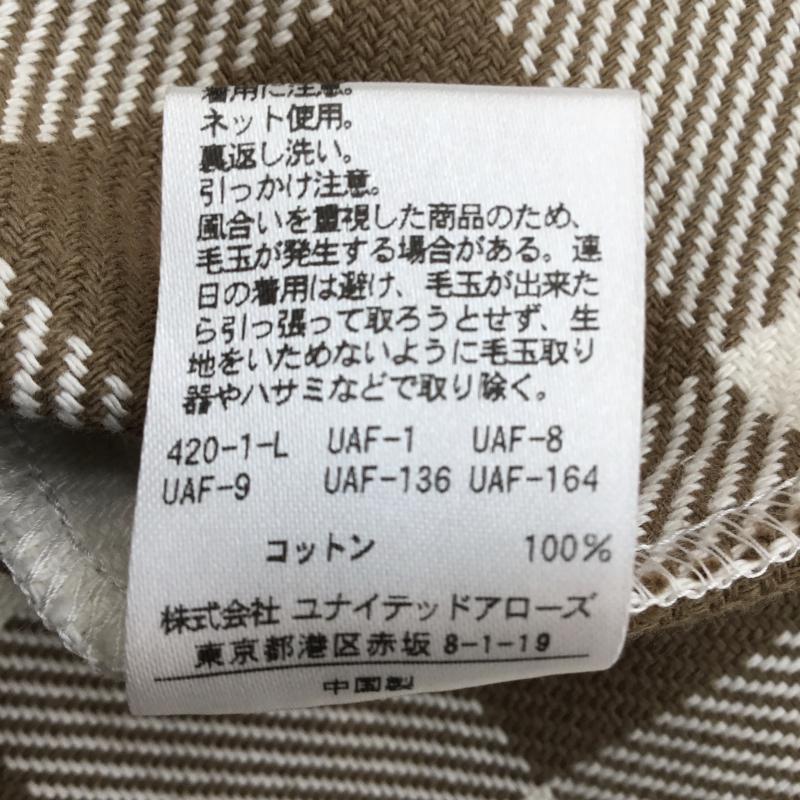 着用に注意。
ネット使用。
裏返し洗い。
引っかけ注意。
風合いを重視した商品のため、
毛玉が発生する場合がある。連
日の着用は避け、毛玉が出来た
ら引っ張って取ろうとせず、生
地をいためないように毛玉取り
器やハサミなどで取り除く。
420-1-L UAF-1 UAF-8
UAF-9 UAF-136 UAF-164
コットン 100%
株式会社 ユナイテッドアローズ
東京都港区赤坂 8-1-19
中国製